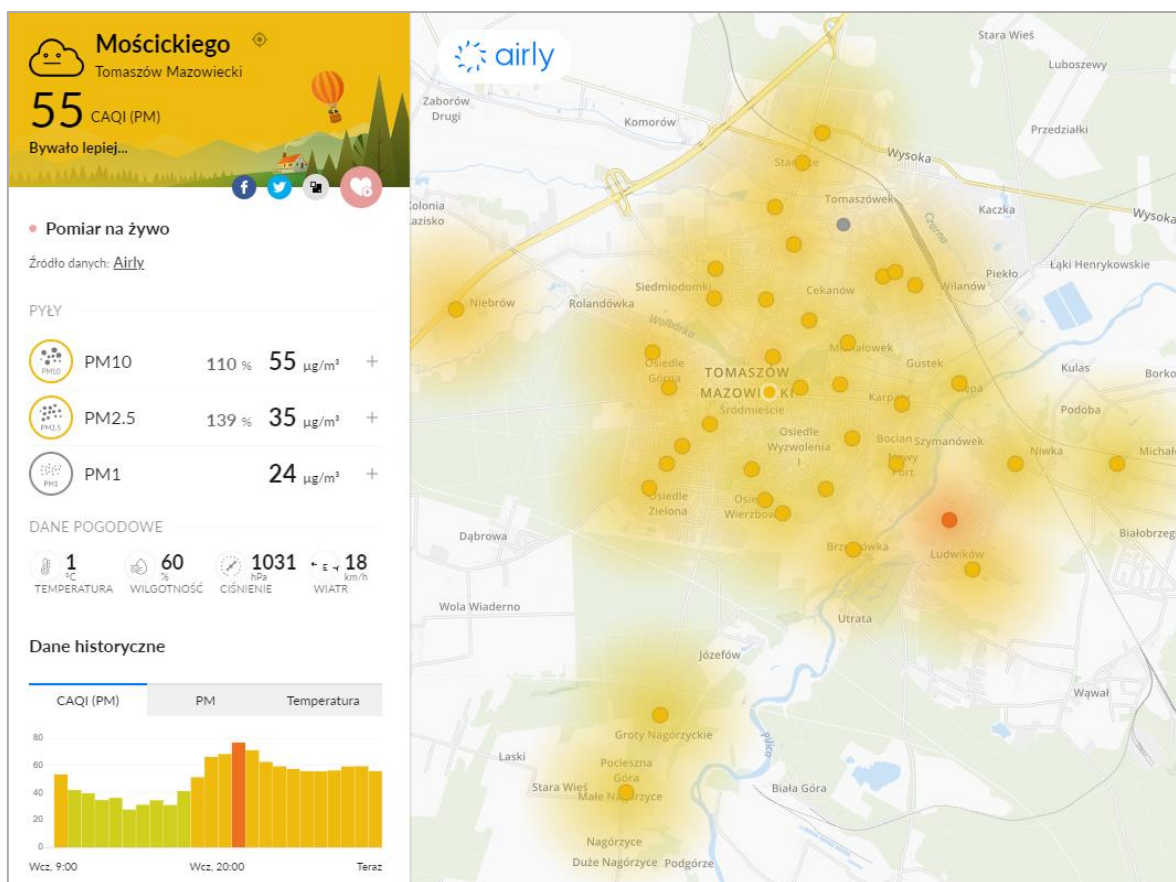 Mościckiego
Tomaszów Mazowiecki
55 CAQI (PM)
Bywało lepiej...
Pomiar na żywo
Źródło danych: Airly
PYŁY
PM10 PM10 110 % 55 µg/m³ +
PM2.5 PM2.5 139 % 35 µg/m³ +
PM1 PM1 24 µg/m³ +
DANE POGODOWE
1 °C TEMPERATURA
60 % WILGOTNOŚĆ
1031 hPa CIŚNIENIE
E 18 km/h WIATR
Dane historyczne
CAQI (PM) PM Temperatura
80
60
40
20
0
Wcz, 9:00 Wcz, 20:00 Teraz
airly
Stara Wieś
Luboszewy
Zaborów
Drugi
Komorów
Przedziałki
Wysoka
Tomaszówek
Kaczka
Wysoka
Kolonia
Czarna
Łąki Henrykowskie
Piekło
Siedmiodomki
Cekanów
Wilanów
Niebrów
Rolandówka
Wolbórka
Michałówek
Gustek
Kulas
Osiedle
Górna
TOMASZÓW
MAZOWIECKI
Śródmieście
Karpaty
Podoba
Osiedle
Wyzwolenia
I
Bocian
Szymanówek
Nowy
Port
Niwka
Osiedle
Zielona
Dąbrowa
Brzustówka
Ludwików
Wola Wiaderno
Utrata
Józefów
Wąwał
Groty Nagórzyckie
Pilica
Laski
Pocieszna
Góra
Stara Wieś
Małe Nagórzyce
Biała Góra
Nagórzyce
Duże Nagórzyce
Podgórze